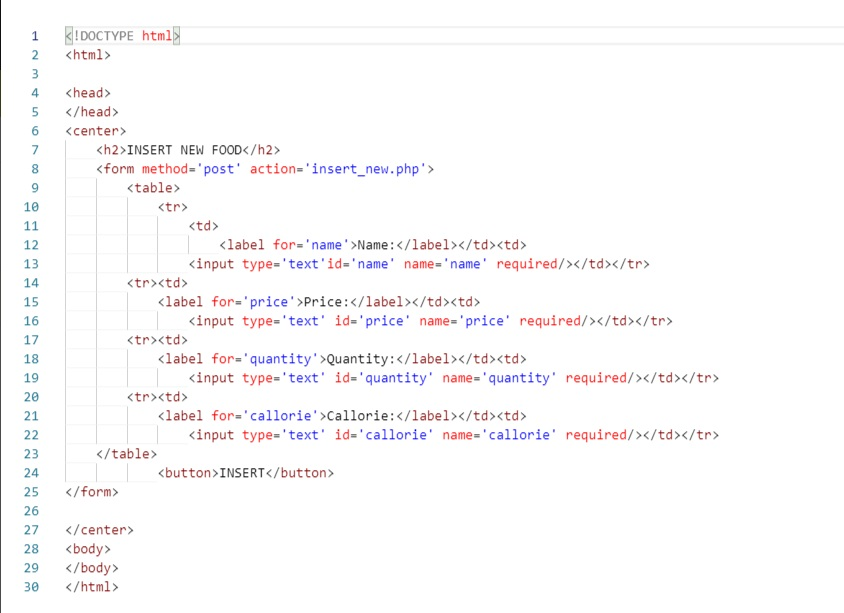 1 <!DOCTYPE html>
2 <html>
3
4 <head>
5 </head>
6 <center>
7 <h2>INSERT NEW FOOD</h2>
8 <form method='post' action='insert_new.php'>
9 <table>
10 <tr>
11 <td>
12 <label for='name'>Name:</label></td><td>
13 <input type='text'id='name' name='name' required/></td></tr>
14 <tr><td>
15 <label for='price'>Price:</label></td><td>
16 <input type='text' id='price' name='price' required/></td></tr>
17 <tr><td>
18 <label for='quantity'>Quantity:</label></td><td>
19 <input type='text' id='quantity' name='quantity' required/></td></tr>
20 <tr><td>
21 <label for='callorie'>Callorie:</label></td><td>
22 <input type='text' id='callorie' name='callorie' required/></td></tr>
23 </table>
24 <button>INSERT</button>
25 </form>
26
27 </center>
28 <body>
29 </body>
30 </html>